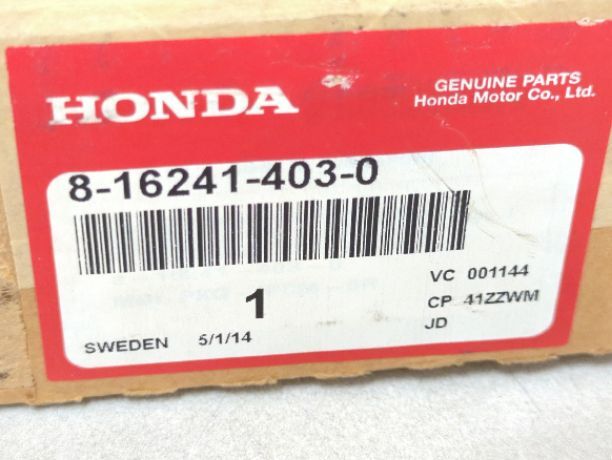 HONDA
GENUINE PARTS
Honda Motor Co., Ltd.
8-16241-403-0
VC 001144
1
CP 41ZZWM
SWEDEN 5/1/14
JD